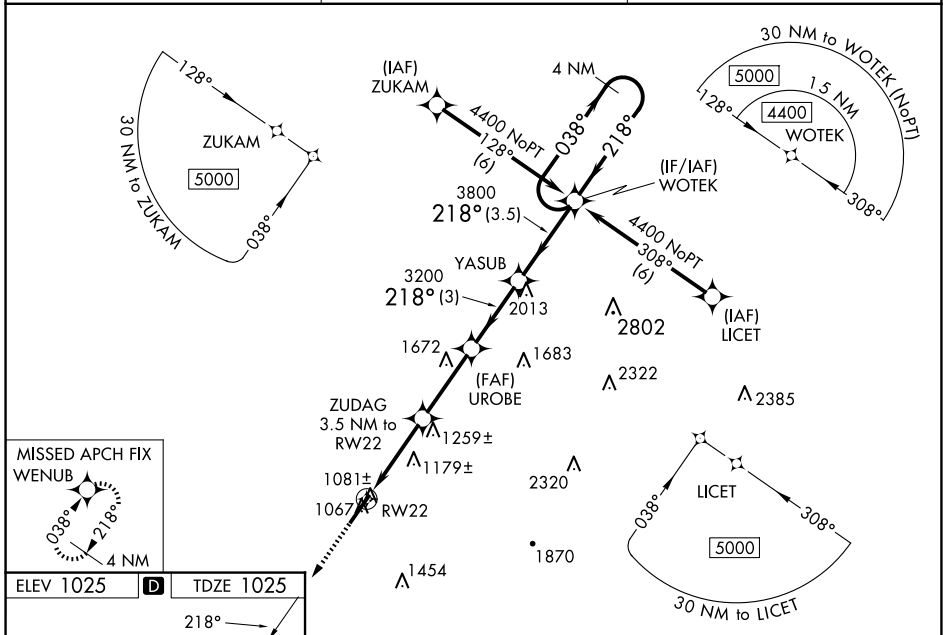 128°
ZUKAM
5000
038°
30 NM to ZUKAM
(IAF)
ZUKAM
4400 NoPT
128°
(6)
4 NM
038°
218°
(IF/IAF)
WOTEK
3800
218° (3.5)
YASUB
2013
3200
218° (3)
4400 NoPT
308°
(6)
(IAF)
LICET
30 NM to WOTEK (NoPT)
5000
15 NM
4400
128°
WOTEK
308°
2802
1672
1683
(FAF)
UROBE
2322
2385
ZUDAG
3.5 NM to
RW22
1259±
1179±
1081±
1067
RW22
2320
1870
1454
LICET
038°
308°
5000
30 NM to LICET
MISSED APCH FIX
WENUB
038°
218°
4 NM
ELEV 1025 D TDZE 1025
218°